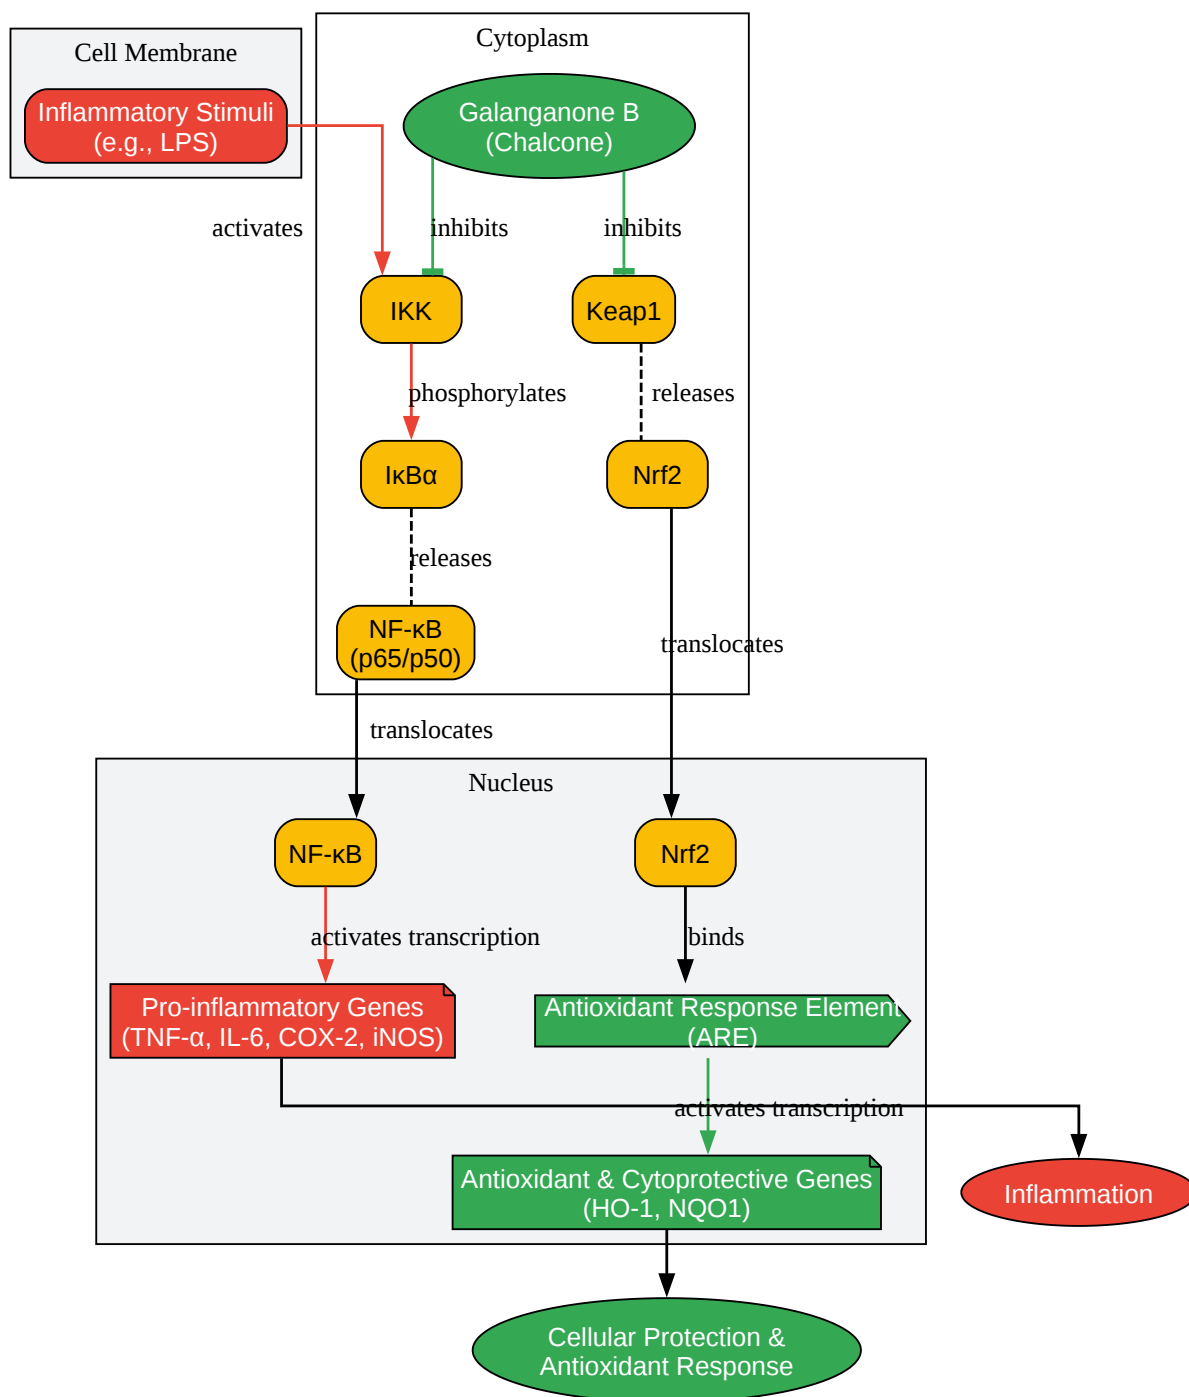 Cell Membrane
Inflammatory Stimuli
(e.g., LPS)
Cytoplasm
Galanganone B
(Chalcone)
activates
inhibits
inhibits
IKK
Keap1
phosphorylates
releases
IκBα
Nrf2
releases
NF-κB
(p65/p50)
translocates
translocates
Nucleus
NF-κB
Nrf2
activates transcription
binds
Pro-inflammatory Genes
(TNF-α, IL-6, COX-2, iNOS)
Antioxidant Response Element
(ARE)
activates transcription
Antioxidant & Cytoprotective Genes
(HO-1, NQO1)
Inflammation
Cellular Protection &
Antioxidant Response